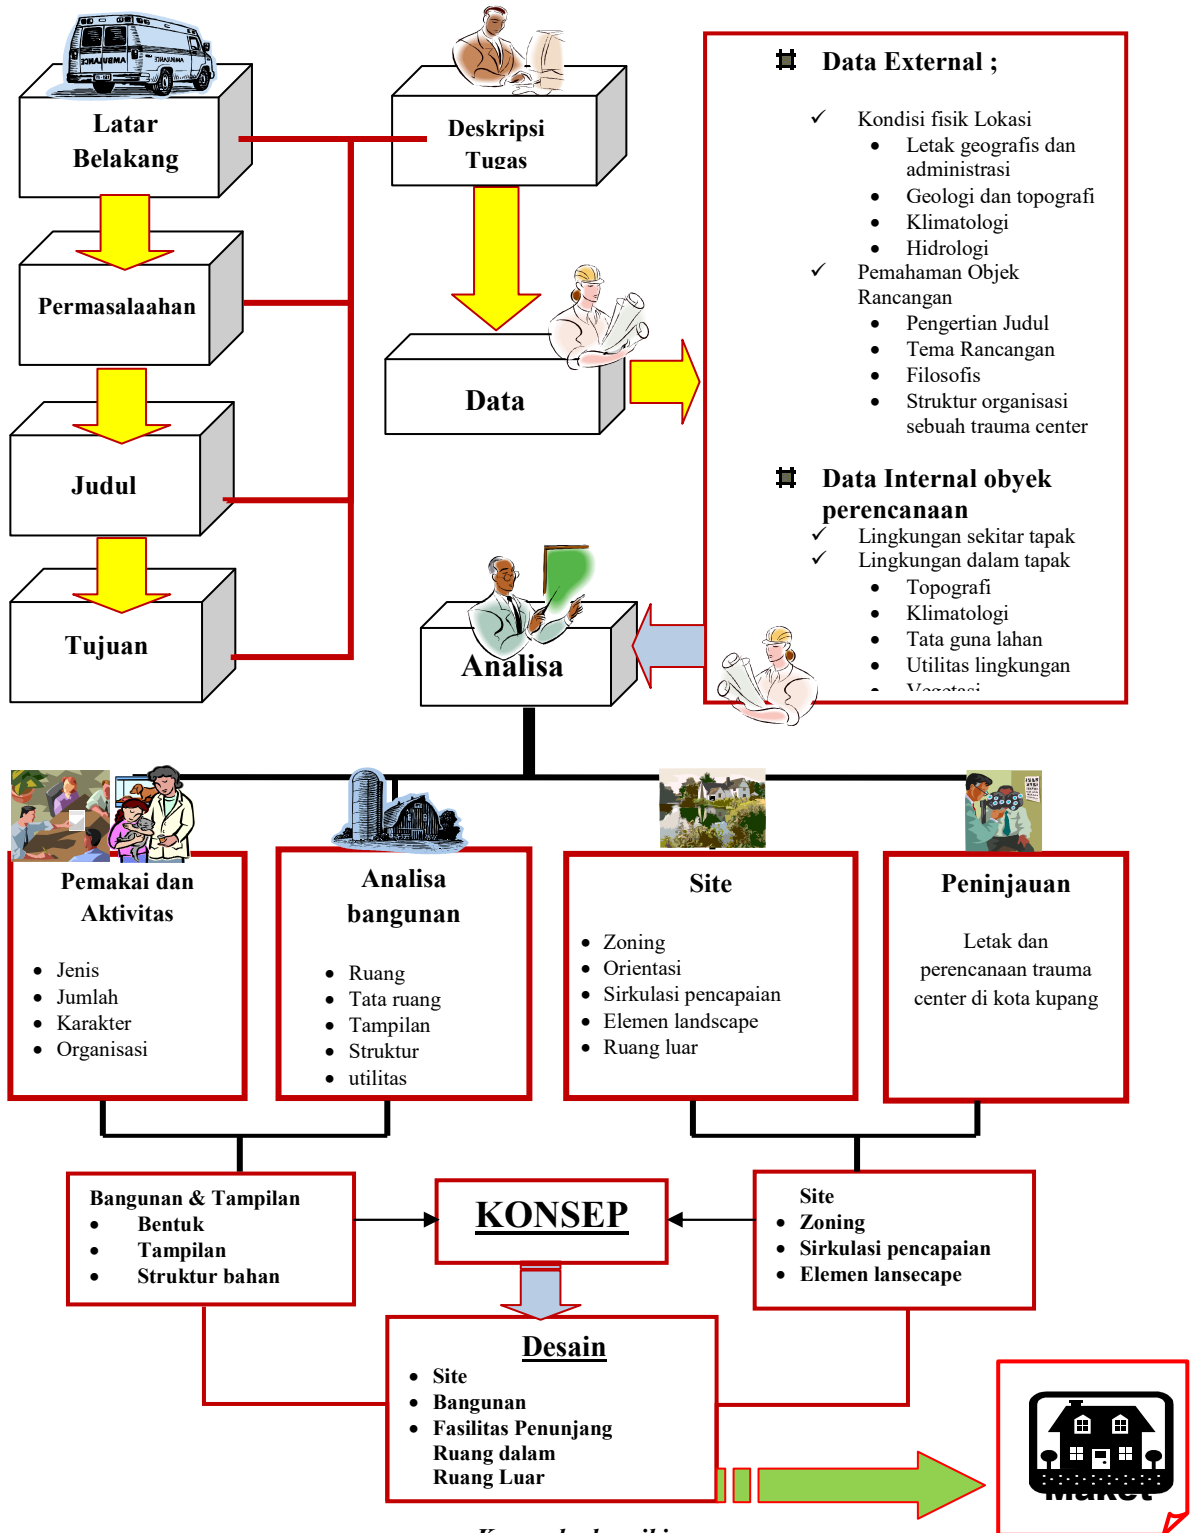 Latar
Belakang
Permasalaahan
Judul
Tujuan
Deskripsi
Tugas
Data
Data External ;
Kondisi fisik Lokasi
Letak geografis dan
administrasi
Geologi dan topografi
Klimatologi
Hidrologi
Pemahaman Objek
Rancangan
Pengertian Judul
Tema Rancangan
Filosofis
Struktur organisasi
sebuah trauma center
Data Internal obyek
perencanaan
Lingkungan sekitar tapak
Lingkungan dalam tapak
Topografi
Klimatologi
Tata guna lahan
Utilitas lingkungan
Vegetasi
Analisa
Pemakai dan
Aktivitas
Jenis
Jumlah
Karakter
Organisasi
Analisa
bangunan
Ruang
Tata ruang
Tampilan
Struktur
utilitas
Site
Zoning
Orientasi
Sirkulasi pencapaian
Elemen landscape
Ruang luar
Peninjauan
Letak dan
perencanaan trauma
center di kota kupang
Bangunan & Tampilan
Bentuk
Tampilan
Struktur bahan
KONSEP
Site
Zoning
Sirkulasi pencapaian
Elemen lansecape
Desain
Site
Bangunan
Fasilitas Penunjang
Ruang dalam
Ruang Luar
Maket